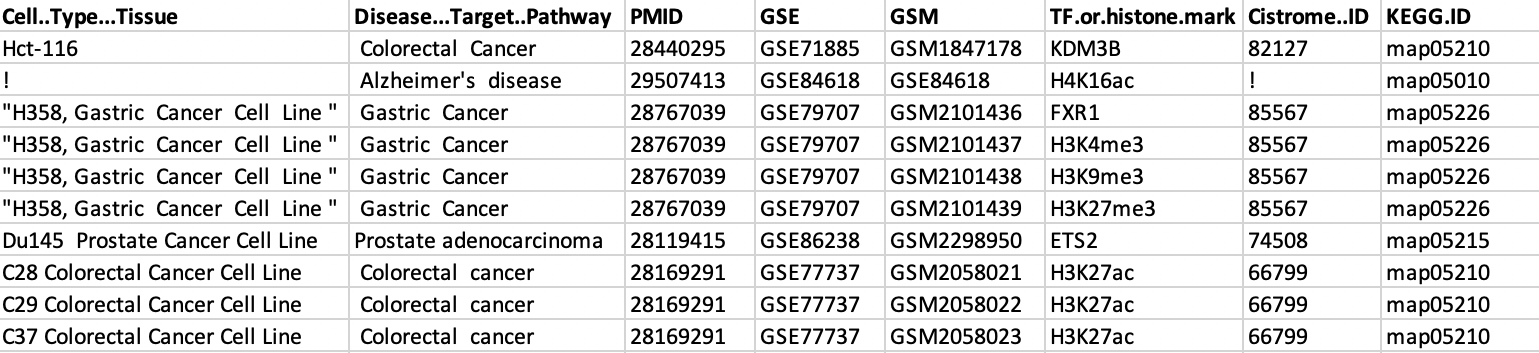 Cell..Type...Tissue Disease...Target..Pathway PMID GSE GSM TF.or.histone.mark Cistrome..ID KEGG.ID
Hct-116 Colorectal Cancer 28440295 GSE71885 GSM1847178 KDM3B 82127 map05210
! Alzheimer's disease 29507413 GSE84618 GSE84618 H4K16ac ! map05010
"H358, Gastric Cancer Cell Line " Gastric Cancer 28767039 GSE79707 GSM2101436 FXR1 85567 map05226
"H358, Gastric Cancer Cell Line " Gastric Cancer 28767039 GSE79707 GSM2101437 H3K4me3 85567 map05226
"H358, Gastric Cancer Cell Line " Gastric Cancer 28767039 GSE79707 GSM2101438 H3K9me3 85567 map05226
"H358, Gastric Cancer Cell Line " Gastric Cancer 28767039 GSE79707 GSM2101439 H3K27me3 85567 map05226
Du145 Prostate Cancer Cell Line Prostate adenocarcinoma 28119415 GSE86238 GSM2298950 ETS2 74508 map05215
C28 Colorectal Cancer Cell Line Colorectal cancer 28169291 GSE77737 GSM2058021 H3K27ac 66799 map05210
C29 Colorectal Cancer Cell Line Colorectal cancer 28169291 GSE77737 GSM2058022 H3K27ac 66799 map05210
C37 Colorectal Cancer Cell Line Colorectal cancer 28169291 GSE77737 GSM2058023 H3K27ac 66799 map05210